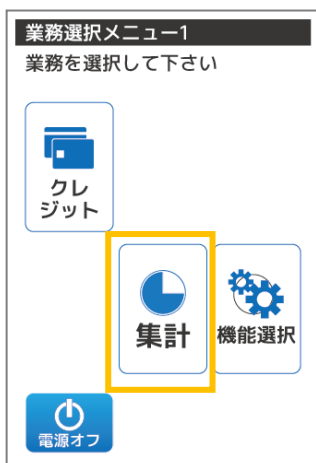 業務選択メニュー1
業務を選択して下さい
クレ
ジット
集計
機能選択
電源オフ